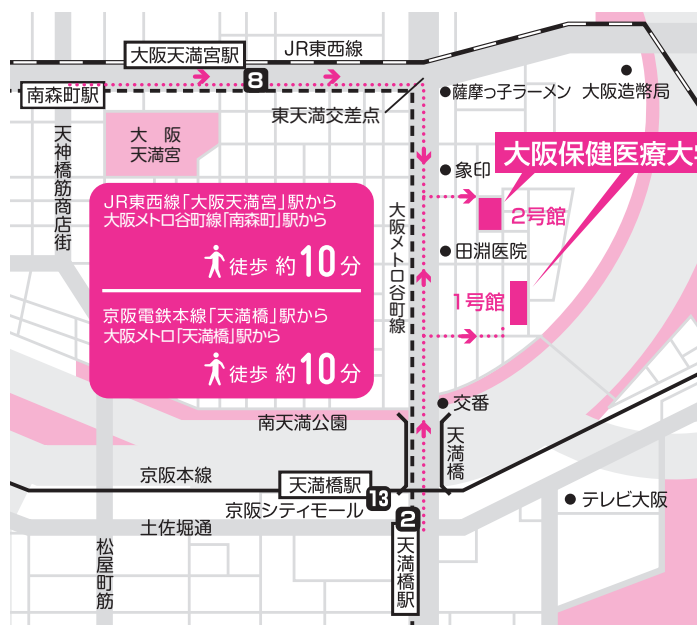 大阪天満宮駅
JR東西線
8
南森町駅
東天満交差点
薩摩っ子ラーメン
大阪造幣局
天神橋筋商店街
大阪
天満宮
象印
大阪保健医療大学
2号館
JR東西線「大阪天満宮」駅から
大阪メトロ谷町線「南森町」駅から
徒歩 約10分
京阪電鉄本線「天満橋」駅から
大阪メトロ「天満橋」駅から
徒歩 約10分
大阪メトロ谷町線
田淵医院
1号館
交番
南天満公園
天満橋
京阪本線
天満橋駅
13
京阪シティモール
2
テレビ大阪
土佐堀通
天満橋駅
松屋町筋